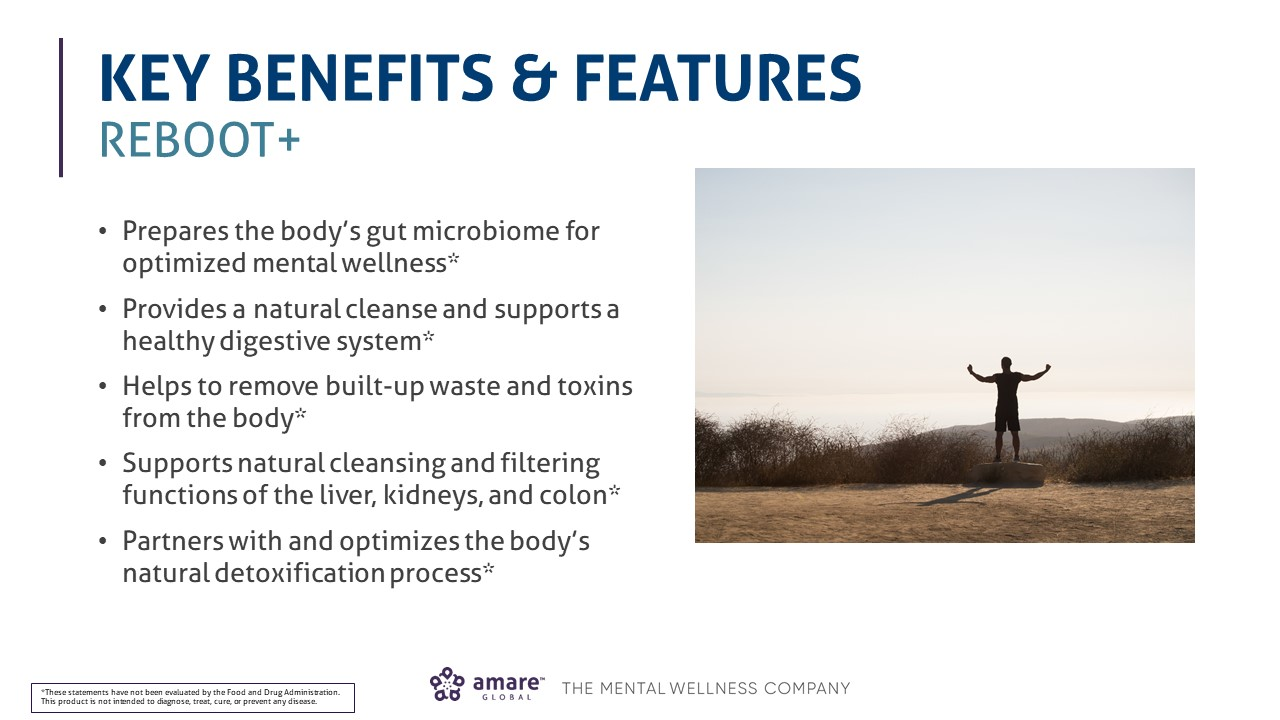 KEY BENEFITS & FEATURES
REBOOT+
• Prepares the body’s gut microbiome for
optimized mental wellness*
• Provides a natural cleanse and supports a
healthy digestive system*
• Helps to remove built-up waste and toxins
from the body*
• Supports natural cleansing and filtering
functions of the liver, kidneys, and colon*
• Partners with and optimizes the body’s
natural detoxification process*
*These statements have not been evaluated by the Food and Drug Administration.
This product is not intended to diagnose, treat, cure, or prevent any disease.
amare™
GLOBAL
THE MENTAL WELLNESS COMPANY